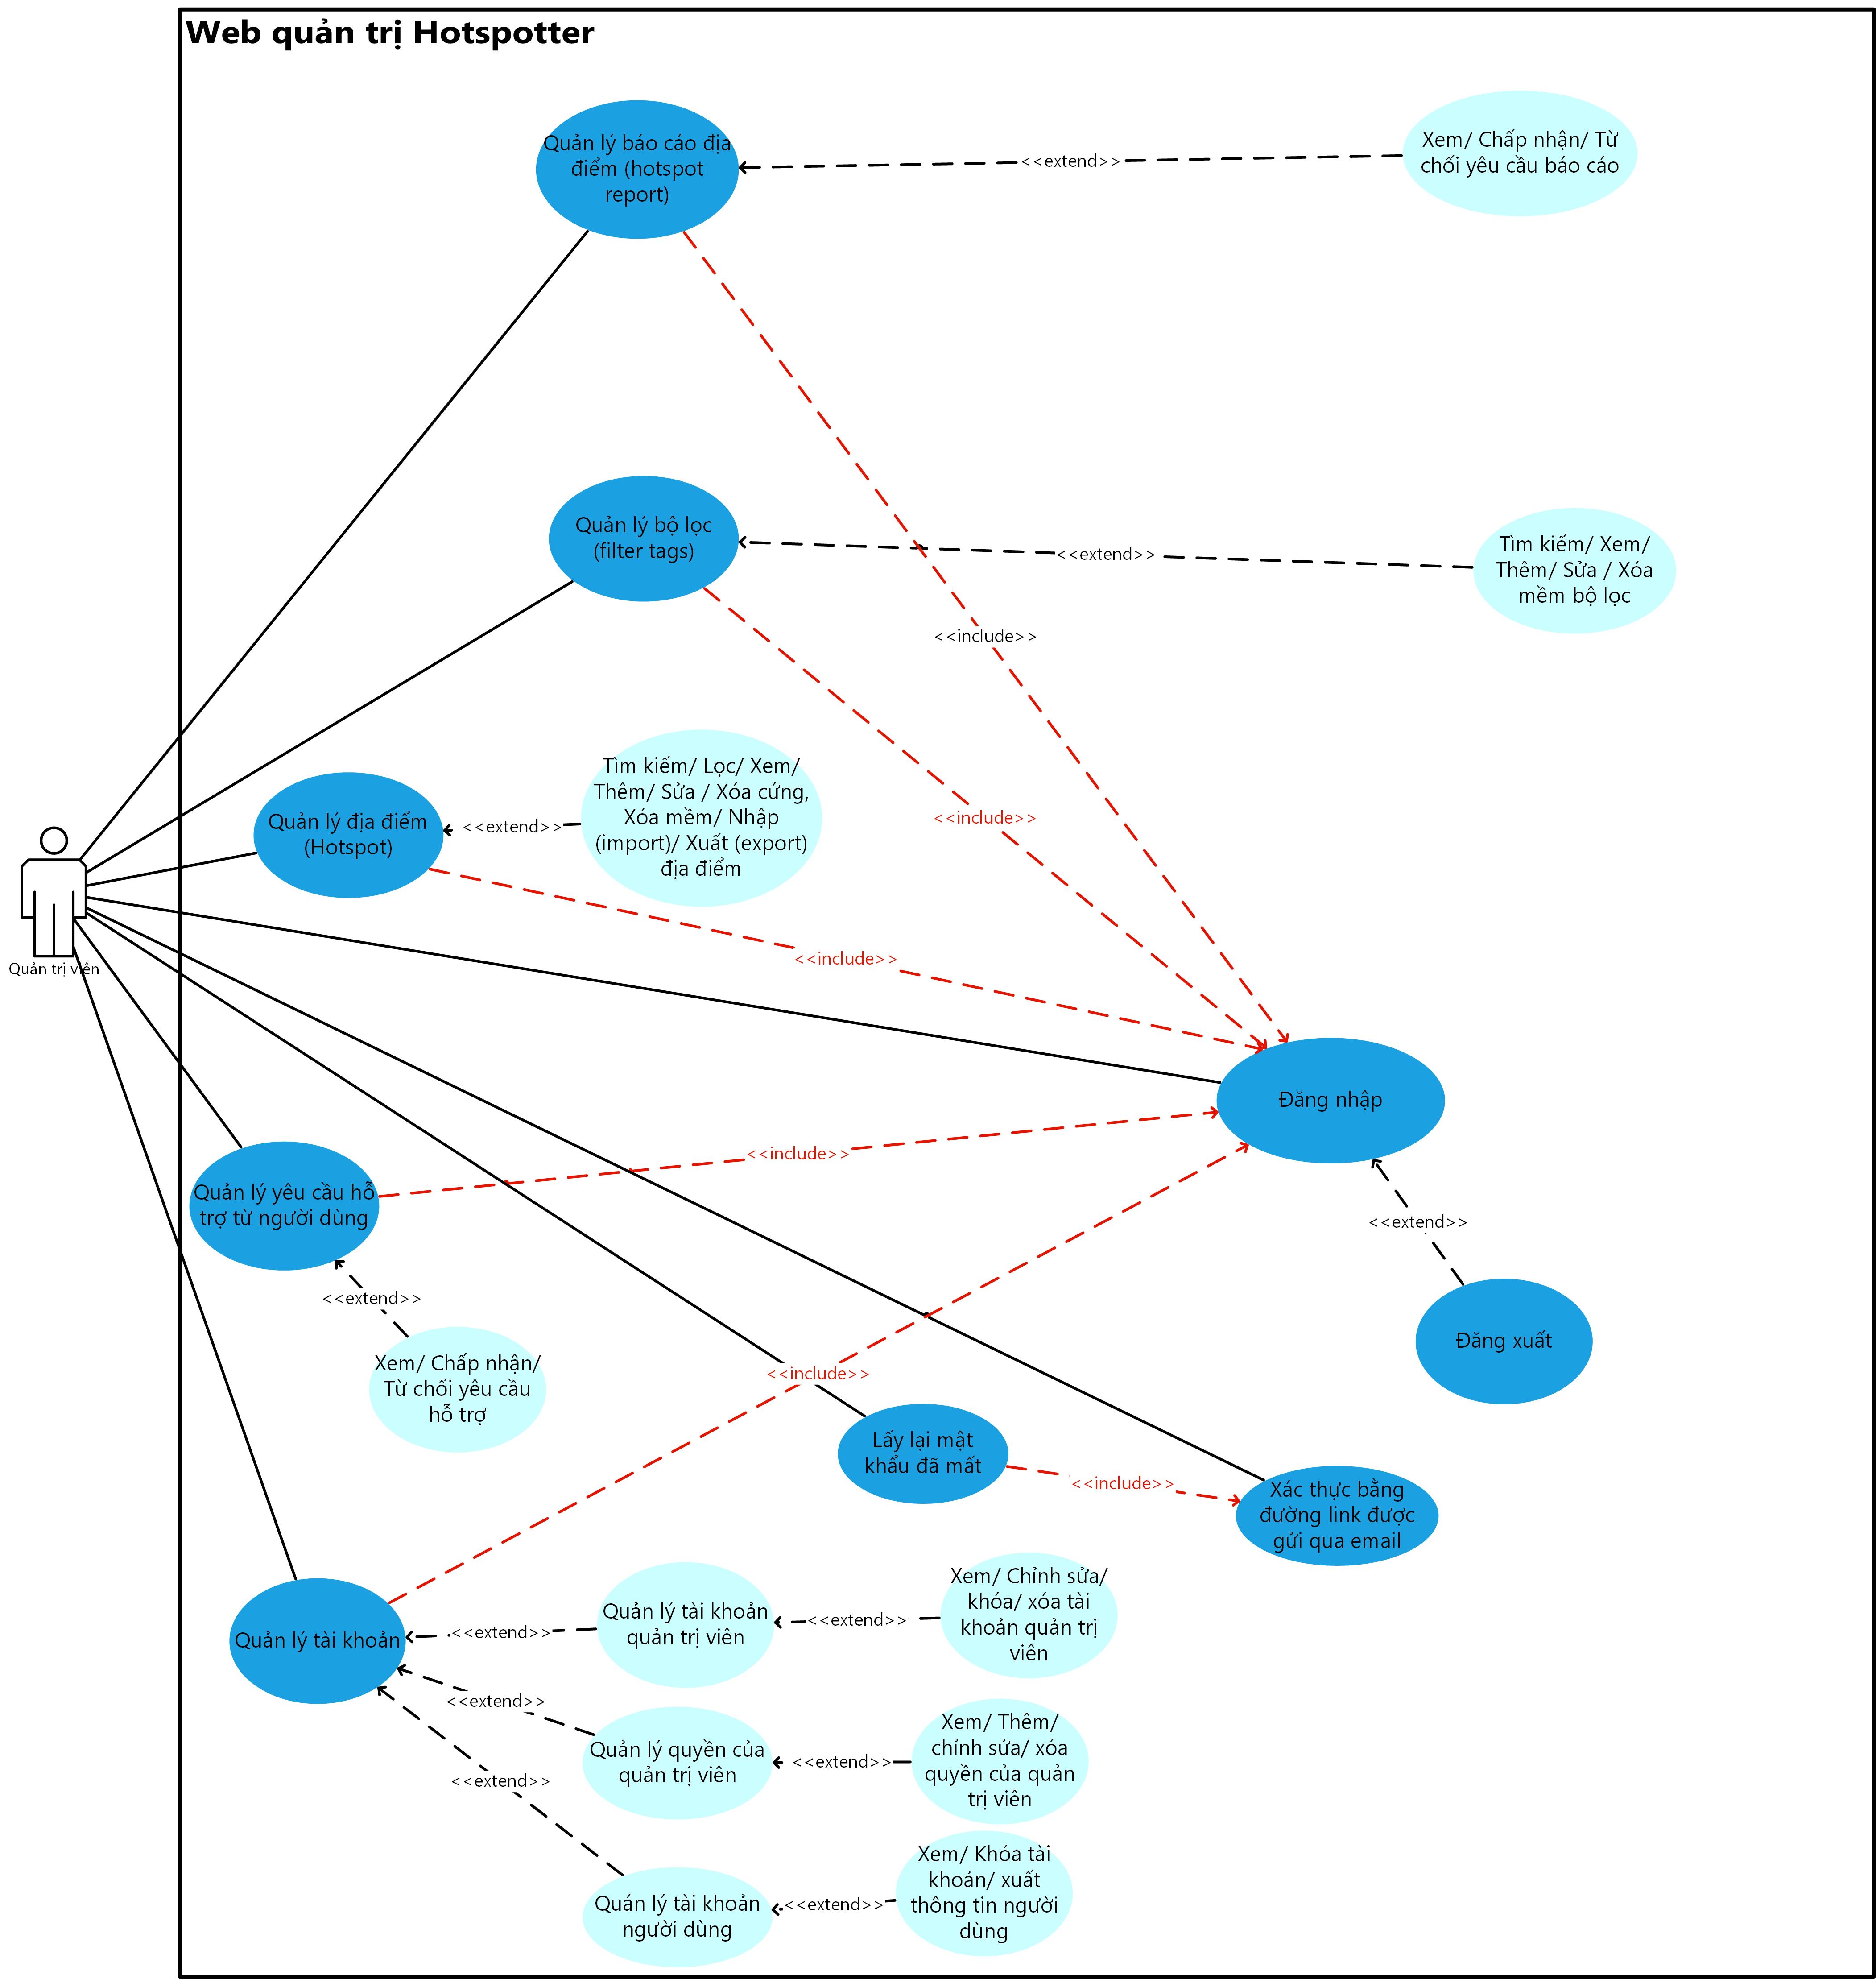 Web quản trị Hotspotter
Quản lý báo cáo địa
điểm (hotspot
report)
<<extend>>
Xem/ Chấp nhận/ Từ
chối yêu cầu báo cáo
Quản lý bộ lọc
(filter tags)
<<extend>>
Tìm kiếm/ Xem/
Thêm/ Sửa / Xóa
mềm bộ lọc
<<include>>
Quản lý địa điểm
(Hotspot)
<<extend>>
Tìm kiếm/ Lọc/ Xem/
Thêm/ Sửa / Xóa cứng,
Xóa mềm/ Nhập
(import)/ Xuất (export)
địa điểm
<<include>>
<<include>>
Quản trị viên
Đăng nhập
<<include>>
Quản lý yêu cầu hỗ
trợ từ người dùng
<<extend>>
<<extend>>
Đăng xuất
Xem/ Chấp nhận/
Từ chối yêu cầu
hỗ trợ
<<include>>
Lấy lại mật
khẩu đã mất
<<include>>
Xác thực bằng
đường link được
gửi qua email
Quản lý tài khoản
<<extend>>
Quản lý tài khoản
quản trị viên
<<extend>>
Xem/ Chỉnh sửa/
khóa/ xóa tài
khoản quản trị
viên
<<extend>>
Quản lý quyền của
quản trị viên
<<extend>>
Xem/ Thêm/
chỉnh sửa/ xóa
quyền của quản
trị viên
<<extend>>
Quán lý tài khoản
người dùng
<<extend>>
Xem/ Khóa tài
khoản/ xuất
thông tin người
dùng